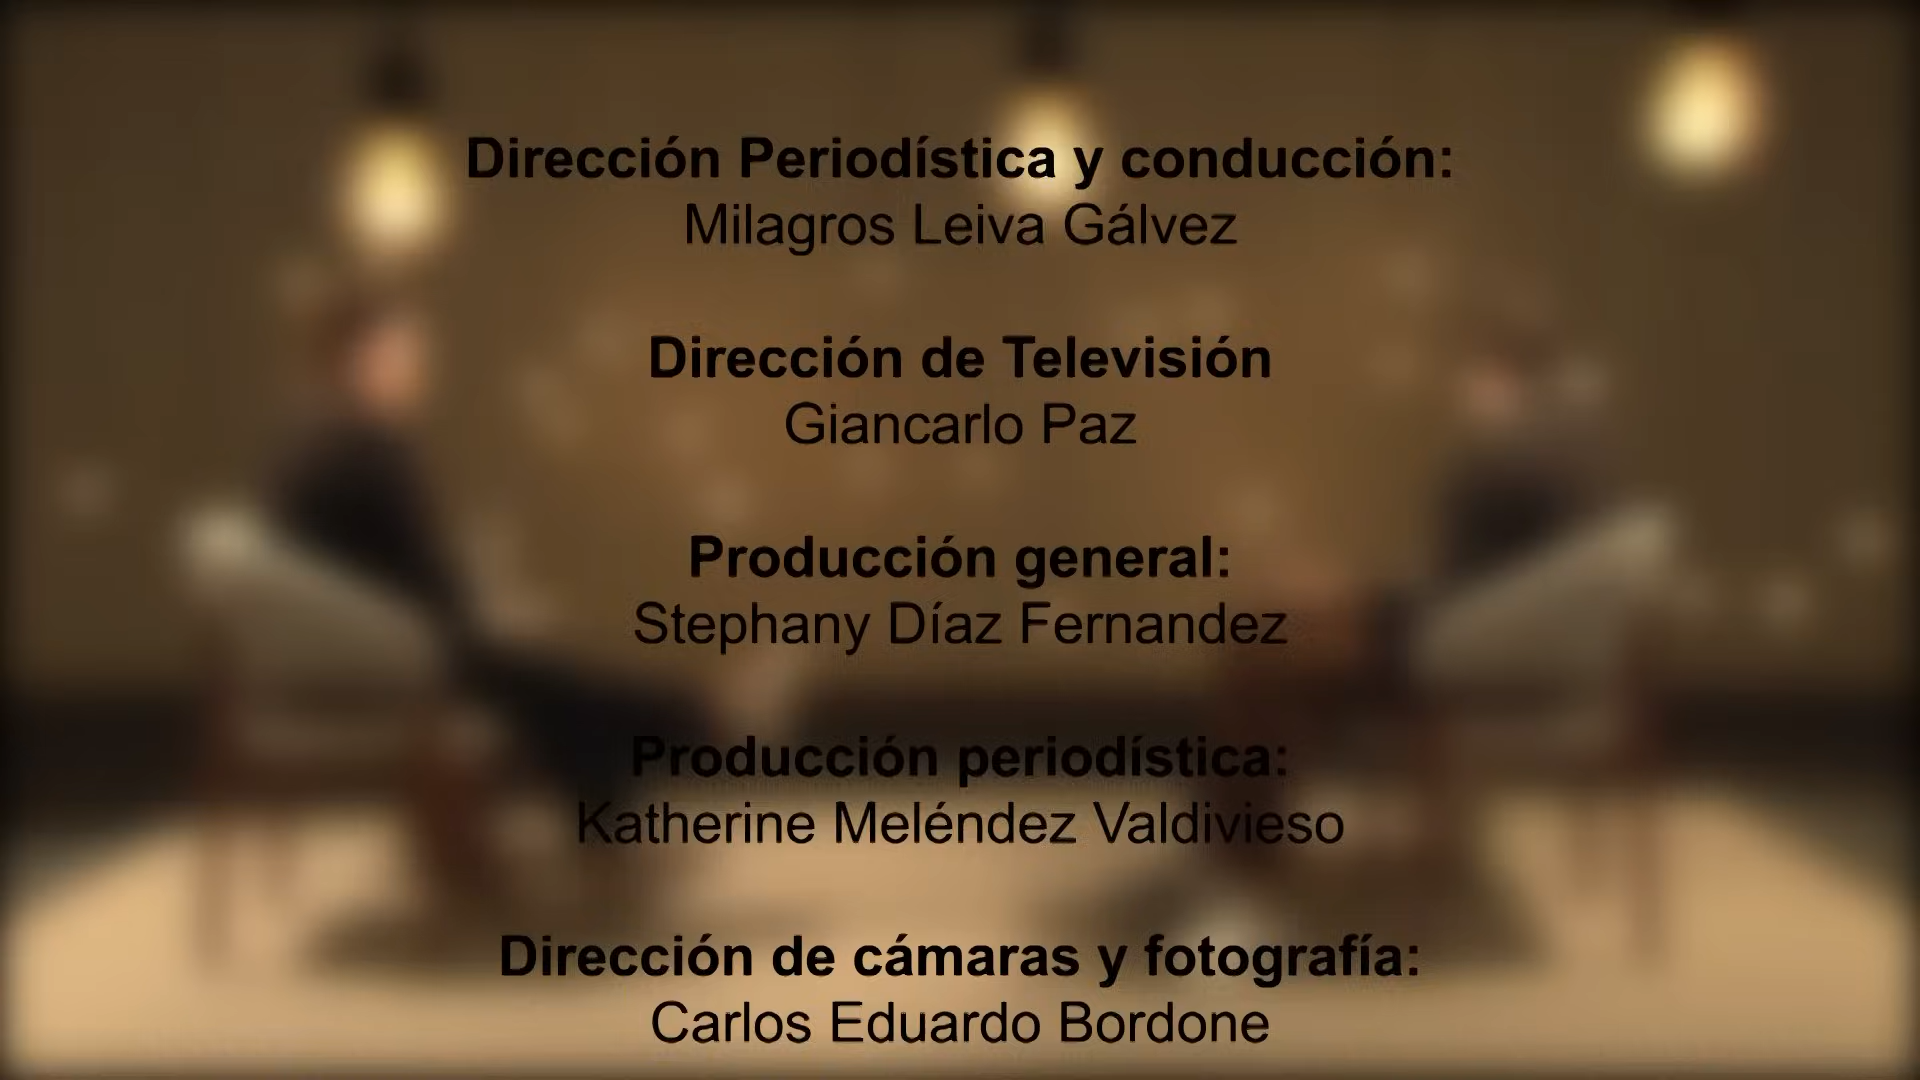 Dirección Periodística y conducción:
Milagros Leiva Gálvez
Dirección de Televisión
Giancarlo Paz
Producción general:
Stephany Díaz Fernandez
Producción periodística:
Katherine Meléndez Valdivieso
Dirección de cámaras y fotografía:
Carlos Eduardo Bordone